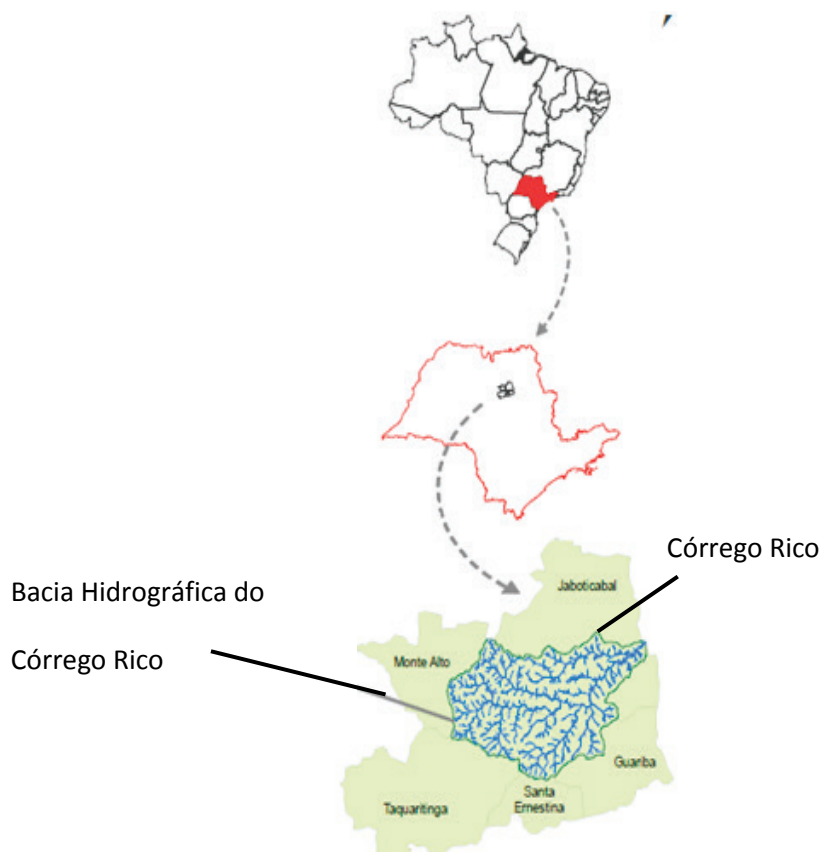 Córrego Rico
Jaboticabal
Bacia Hidrográfica do
Córrego Rico
Monte Alto
Guariba
Santa
Ernestina
Taquaritinga